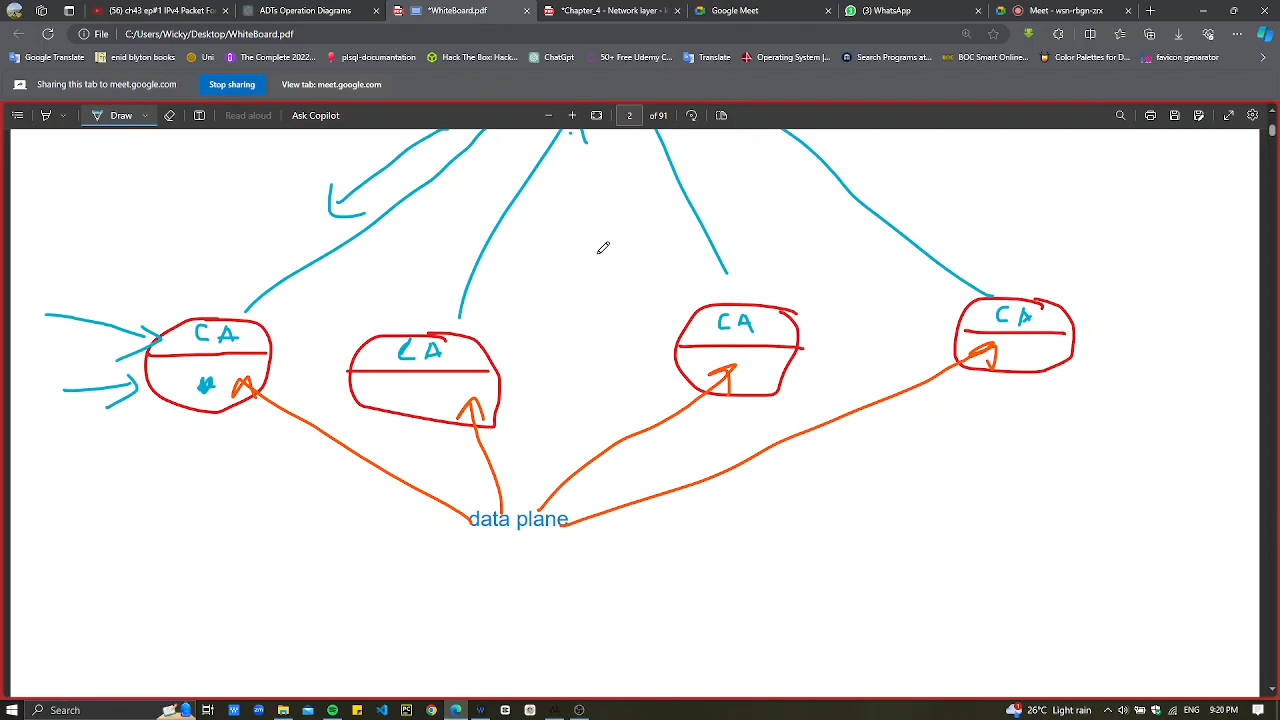 (56) ch43 ep#1 IPv4 Packet Fo
ADTs Operation Diagrams
*WhiteBoard.pdf
*Chapter_4 - Network layer - I
Google Meet
(3) WhatsApp
Meet - wsn-rbgn-zrx
File
C:/Users/Wicky/Desktop/WhiteBoard.pdf
Google Translate
enid blyton books
Uni
The Complete 2022...
plsql-documantation
Hack The Box: Hack...
ChatGpt
50+ Free Udemy C...
Translate
Operating System |...
Search Programs at...
BOC Smart Online...
Color Palettes for D...
favicon genarator
Sharing this tab to meet.google.com
Stop sharing
View tab: meet.google.com
Draw
Read aloud
Ask Copilot
2
of 91
CA
CA
CA
CA
data plane
Search
26°C Light rain
9:20 PM